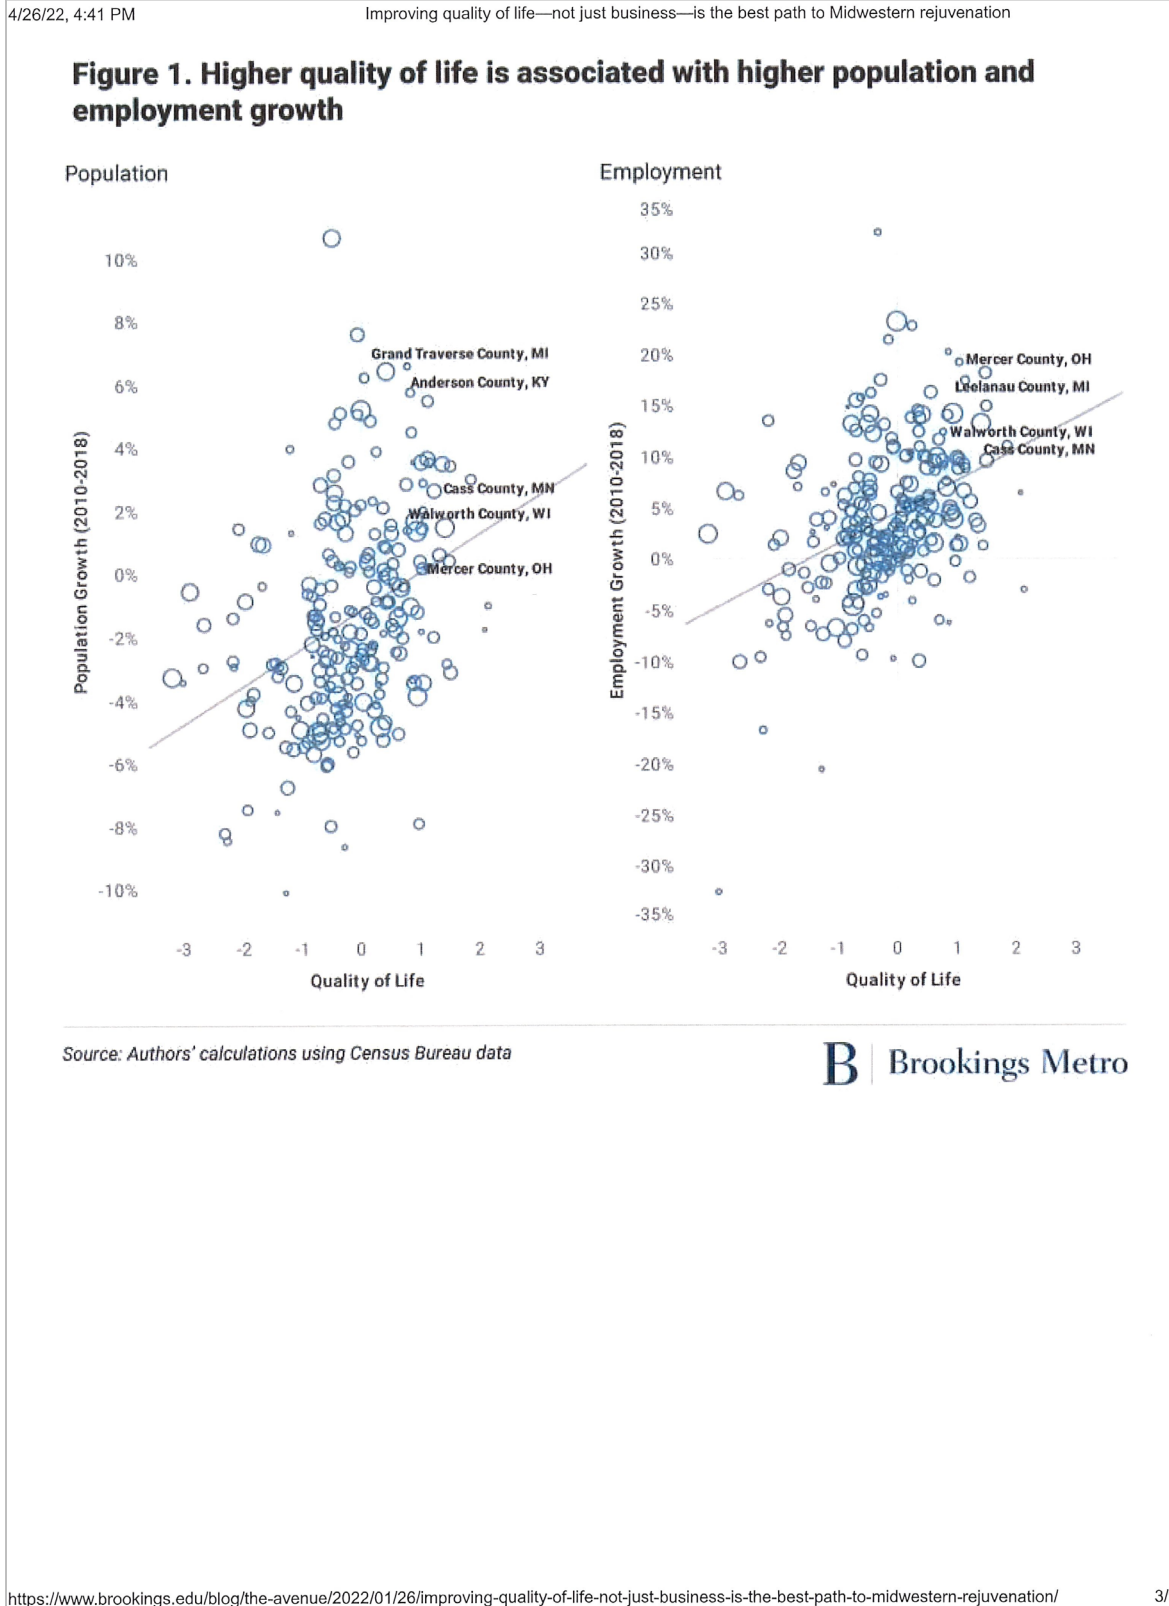 4/26/22, 4:41 PM
Improving quality of life—not just business—is the best path to Midwestern rejuvenation
Figure 1. Higher quality of life is associated with higher population and
employment growth
Population
10%
8%
6%
4%
2%
0%
-2%
-4%
-6%
-8%
-10%
Population Growth (2010-2018)
Grand Traverse County, MI
Anderson County, KY
Cass County, MN
Walworth County, WI
Mercer County, OH
-3 -2 -1 0 1 2 3
Quality of Life
Employment
35%
30%
25%
20%
15%
10%
5%
0%
-5%
-10%
-15%
-20%
-25%
-30%
-35%
Employment Growth (2010-2018)
Mercer County, OH
Leelanau County, MI
Walworth County, WI
Cass County, MN
-3 -2 -1 0 1 2 3
Quality of Life
Source: Authors' calculations using Census Bureau data
B | Brookings Metro
https://www.brookings.edu/blog/the-avenue/2022/01/26/improving-quality-of-life-not-just-business-is-the-best-path-to-midwestern-rejuvenation/
3/